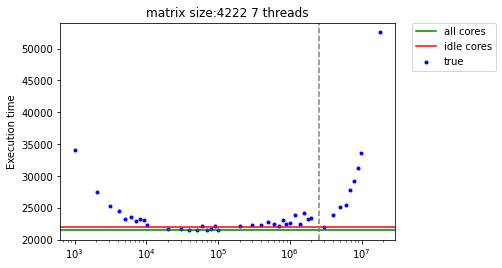 matrix size:4222 7 threads
all cores
idle cores
true
Execution time
50000
45000
40000
35000
30000
25000
20000
10³
10⁴
10⁵
10⁶
10⁷